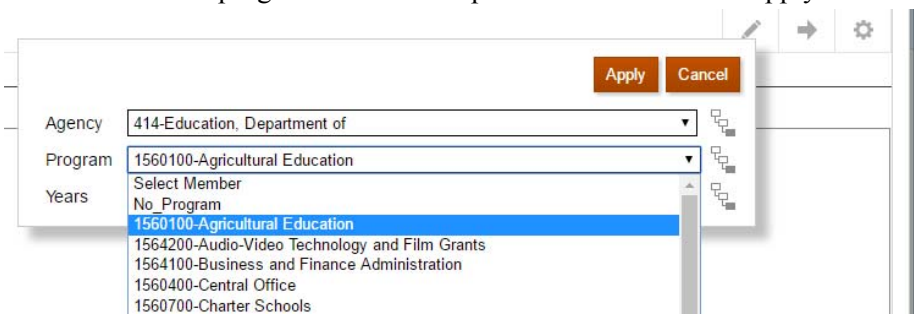 Apply Cancel
Agency 414-Education, Department of
Program 1560100-Agricultural Education
Years Select Member
No_Program
1560100-Agricultural Education
1564200-Audio-Video Technology and Film Grants
1564100-Business and Finance Administration
1560400-Central Office
1560700-Charter Schools